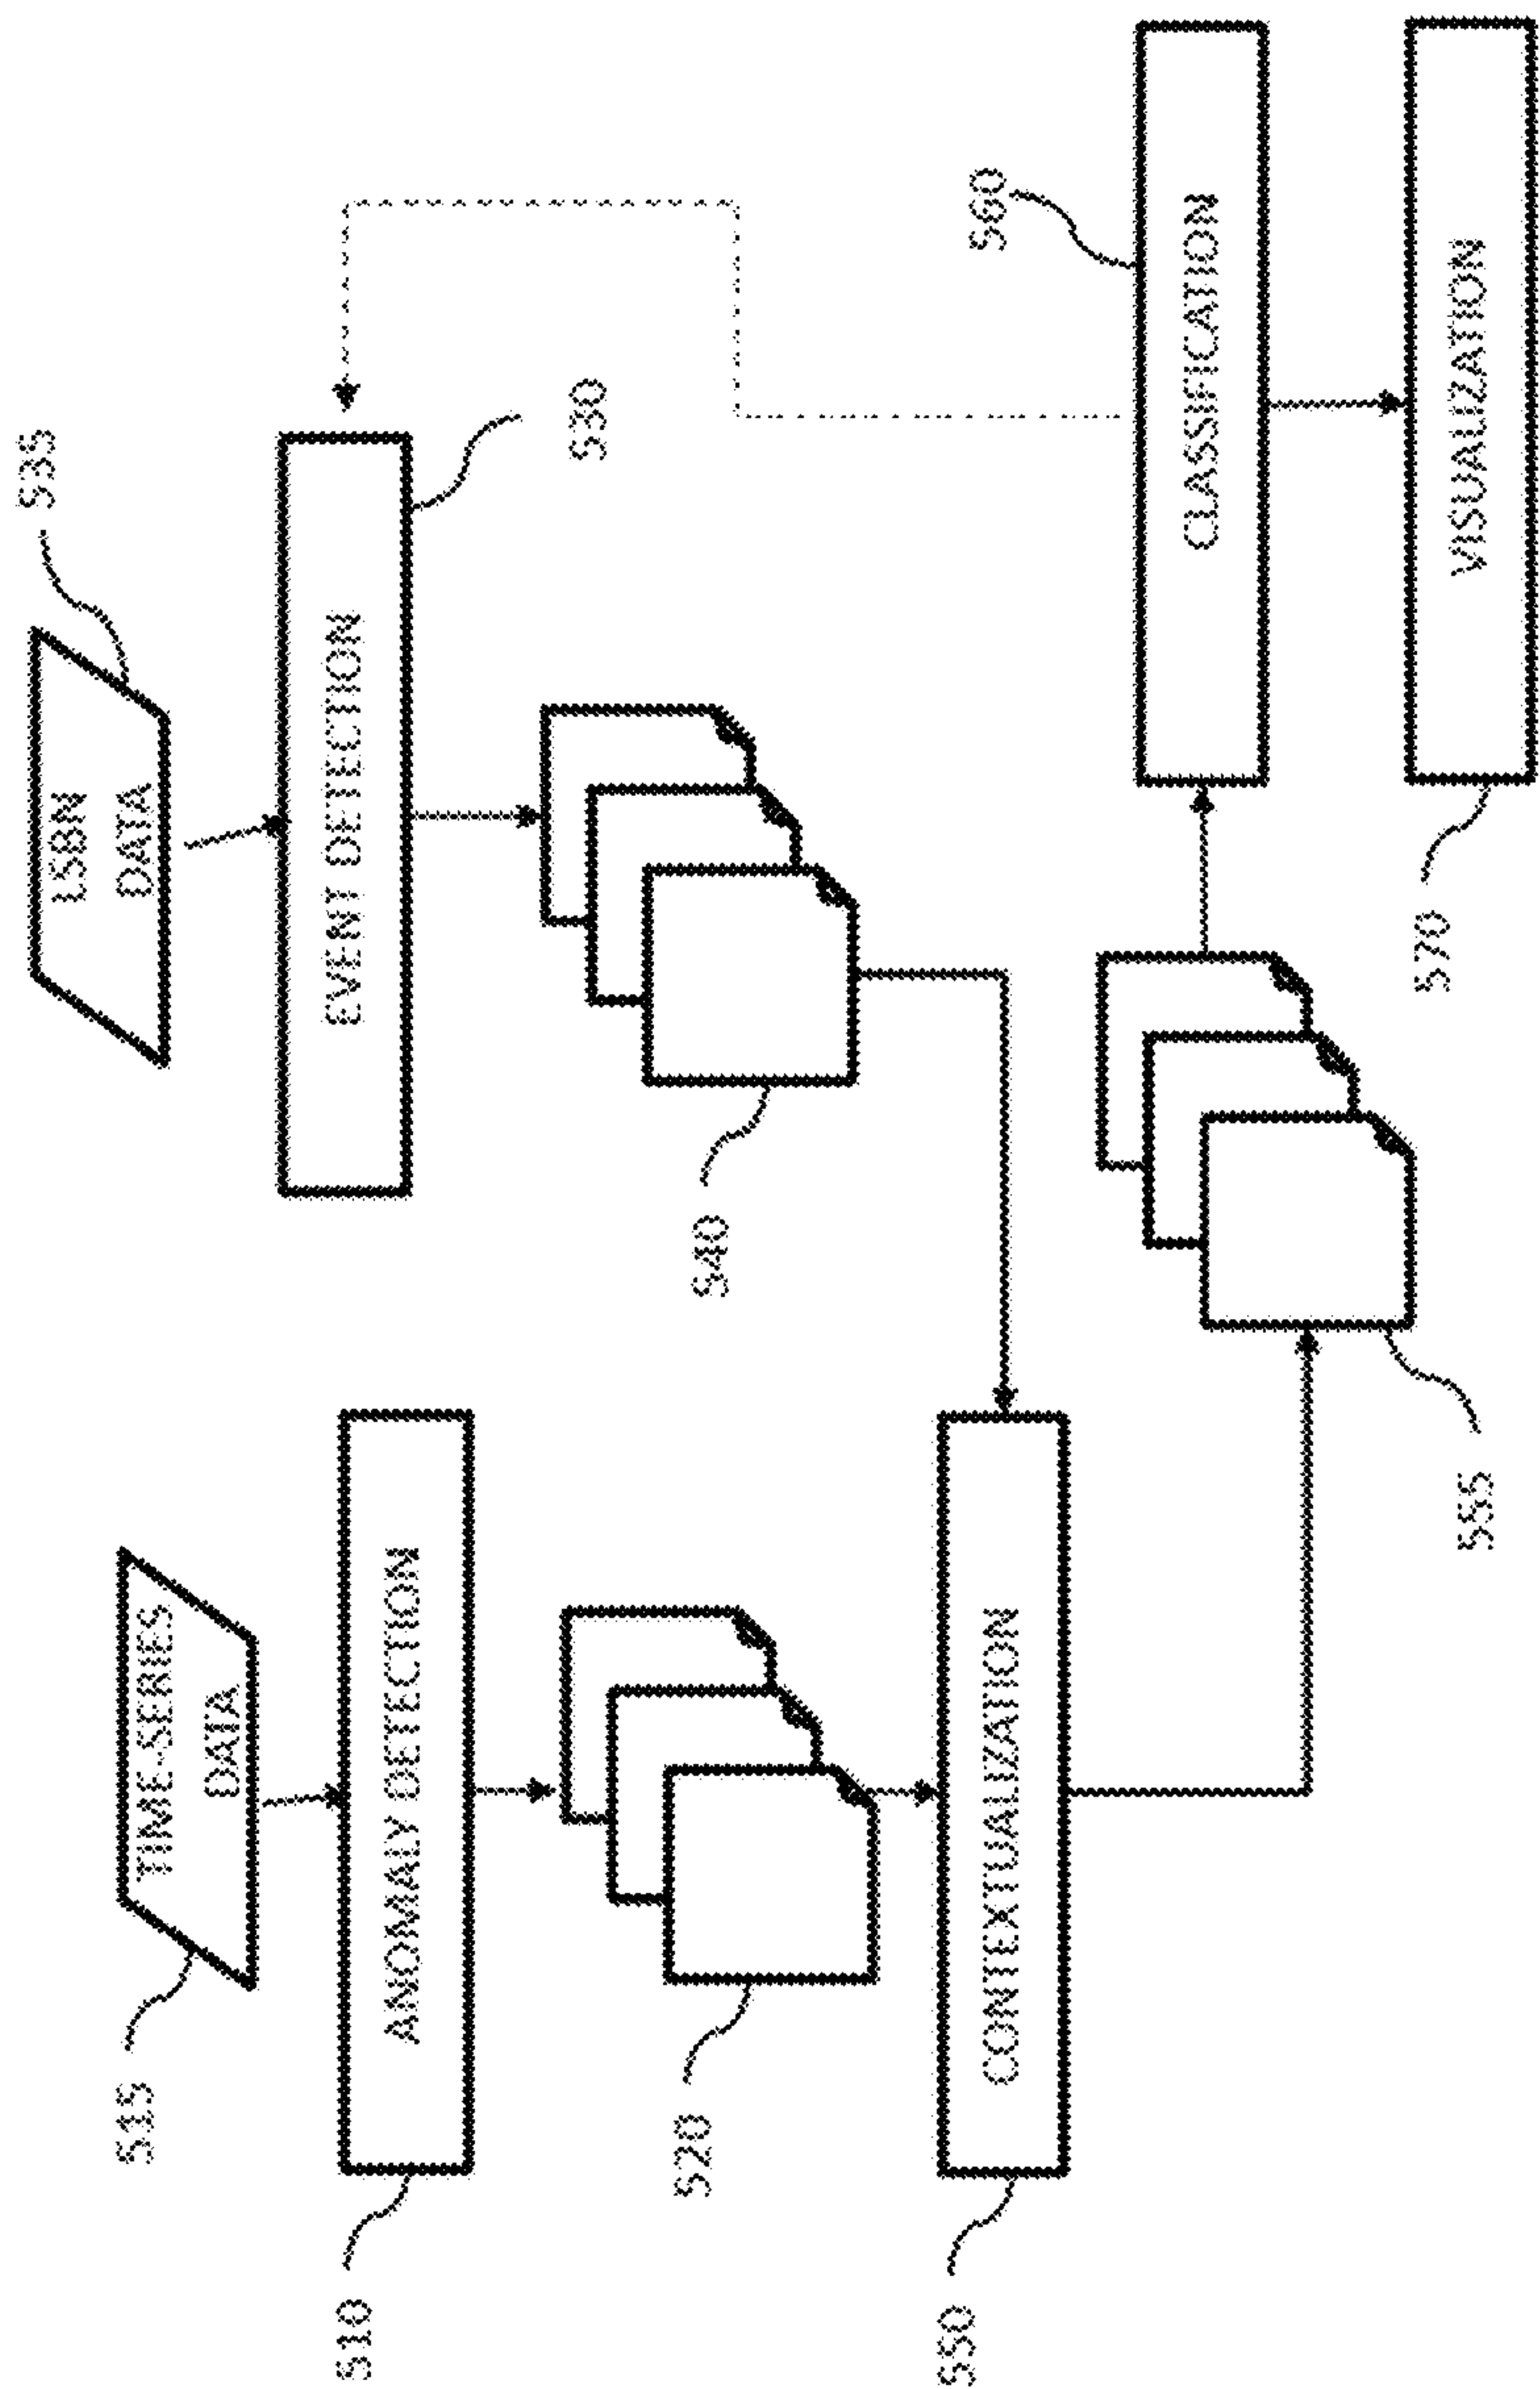 535
LSBN
DATA
515
TIME-SERIES
DATA
EVENT DETECTION
530
510
ANOMALY DETECTION
540
520
560
550
CONTEXTUALIZATION
CLASSIFICATION
555
570
VISUALIZATION